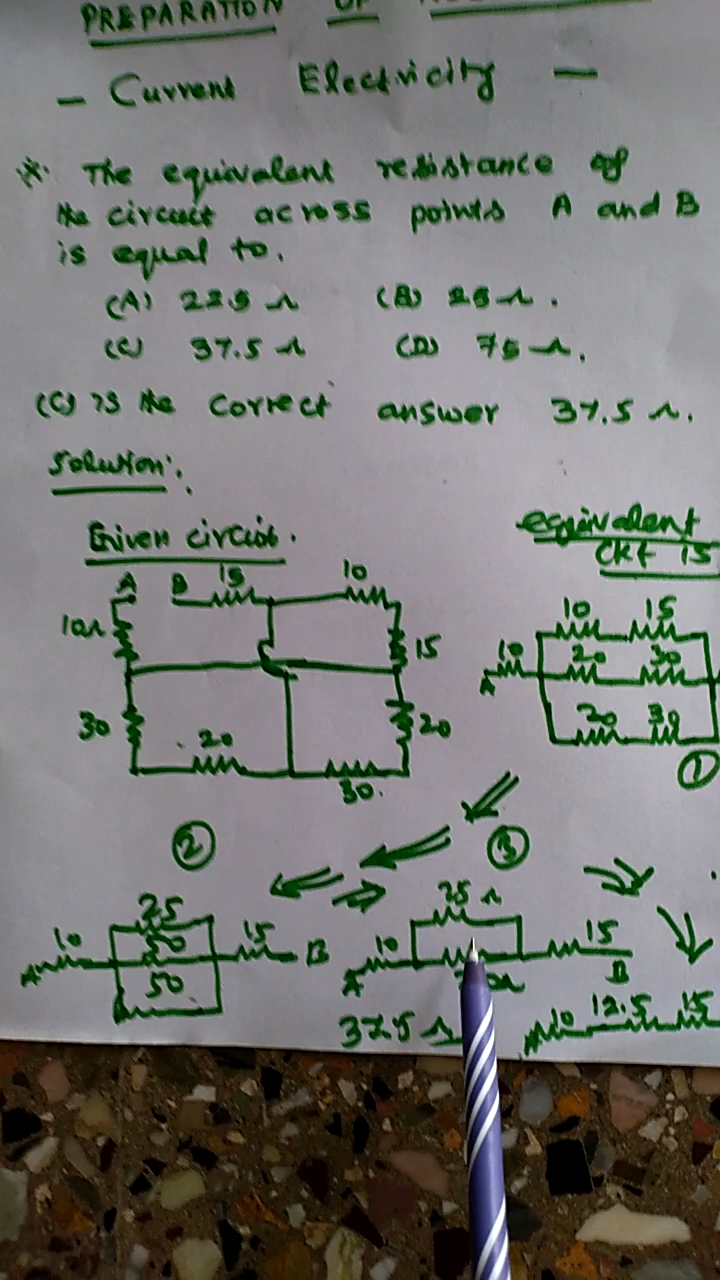 PREPARATION OF
- Current Electricity -
* The equivalent resistance of
the circuit across points A and B
is equal to.
(A) 22.5 Ω (B) 25 Ω.
(C) 37.5 Ω (D) 75 Ω.
(C) is the correct answer 37.5 Ω.
Solution:.
Given circuit. equivalent
Ckt is
A B 15 10
10Ω 15
30 20 20
30.
10 15
A 10 20 30
20 30
1
2 3
A 10 25 50 50 15 B
A 10 25 Ω 15 B
37.5 Ω
A 10 12.5 15